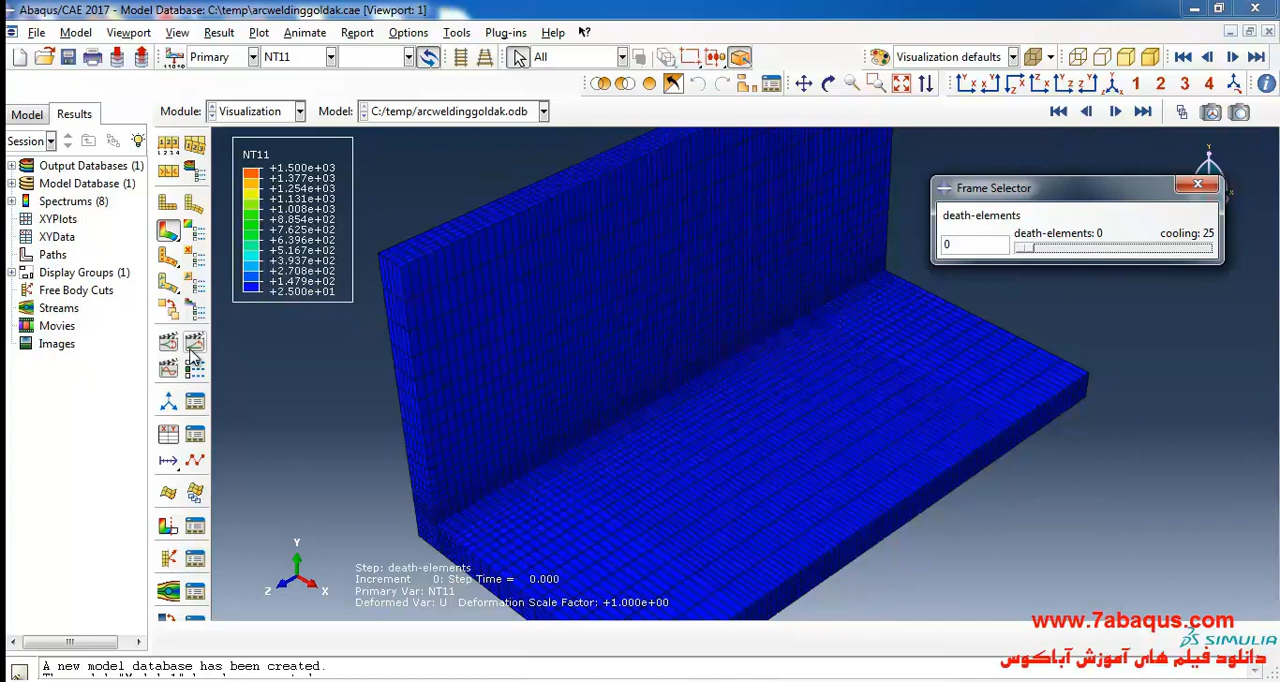 Abaqus/CAE 2017 - Model Database: C:\temp\arcweldinggoldak.cae [Viewport: 1]
File Model Viewport View Result Plot Animate Report Options Tools Plug-ins Help
Primary NT11 All Visualization defaults
1 2 3 4
Model Results Module: Visualization Model: C:/temp/arcweldinggoldak.odb
Session
Output Databases (1)
Model Database (1)
Spectrums (8)
XYPlots
XYData
Paths
Display Groups (1)
Free Body Cuts
Streams
Movies
Images
NT11
+1.500e+03
+1.377e+03
+1.254e+03
+1.131e+03
+1.008e+03
+8.854e+02
+7.625e+02
+6.396e+02
+5.167e+02
+3.937e+02
+2.708e+02
+1.479e+02
+2.500e+01
Frame Selector
death-elements
0 death-elements: 0 cooling: 25
Y
X
Z
Step: death-elements
Increment 0: Step Time = 0.000
Primary Var: NT11
Deformed Var: U Deformation Scale Factor: +1.000e+00
www.7abaqus.com
SIMULIA
دانلود فیلم های آموزش آباکوس
A new model database has been created.